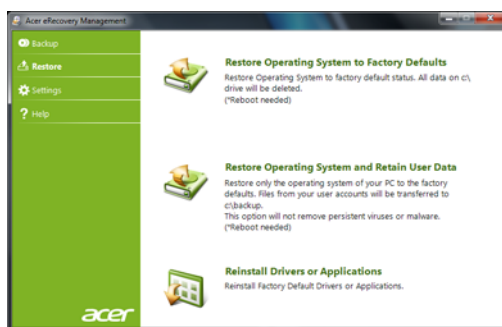 Acer eRecovery Management
Backup
Restore
Settings
? Help
Restore Operating System to Factory Defaults
Restore Operating System to factory default status. All data on c:\
drive will be deleted.
(*Reboot needed)
Restore Operating System and Retain User Data
Restore only the operating system of your PC to the factory
defaults. Files from your user accounts will be transferred to
c:\backup.
This option will not remove persistent viruses or malware.
(*Reboot needed)
Reinstall Drivers or Applications
Reinstall Factory Default Drivers or Applications.
acer